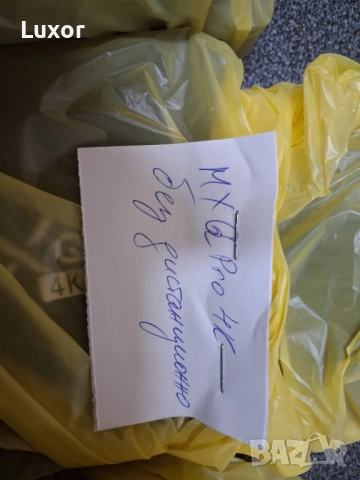 Luxor
MXQ Pro 4K
без дистанционно
4K
BAZAR